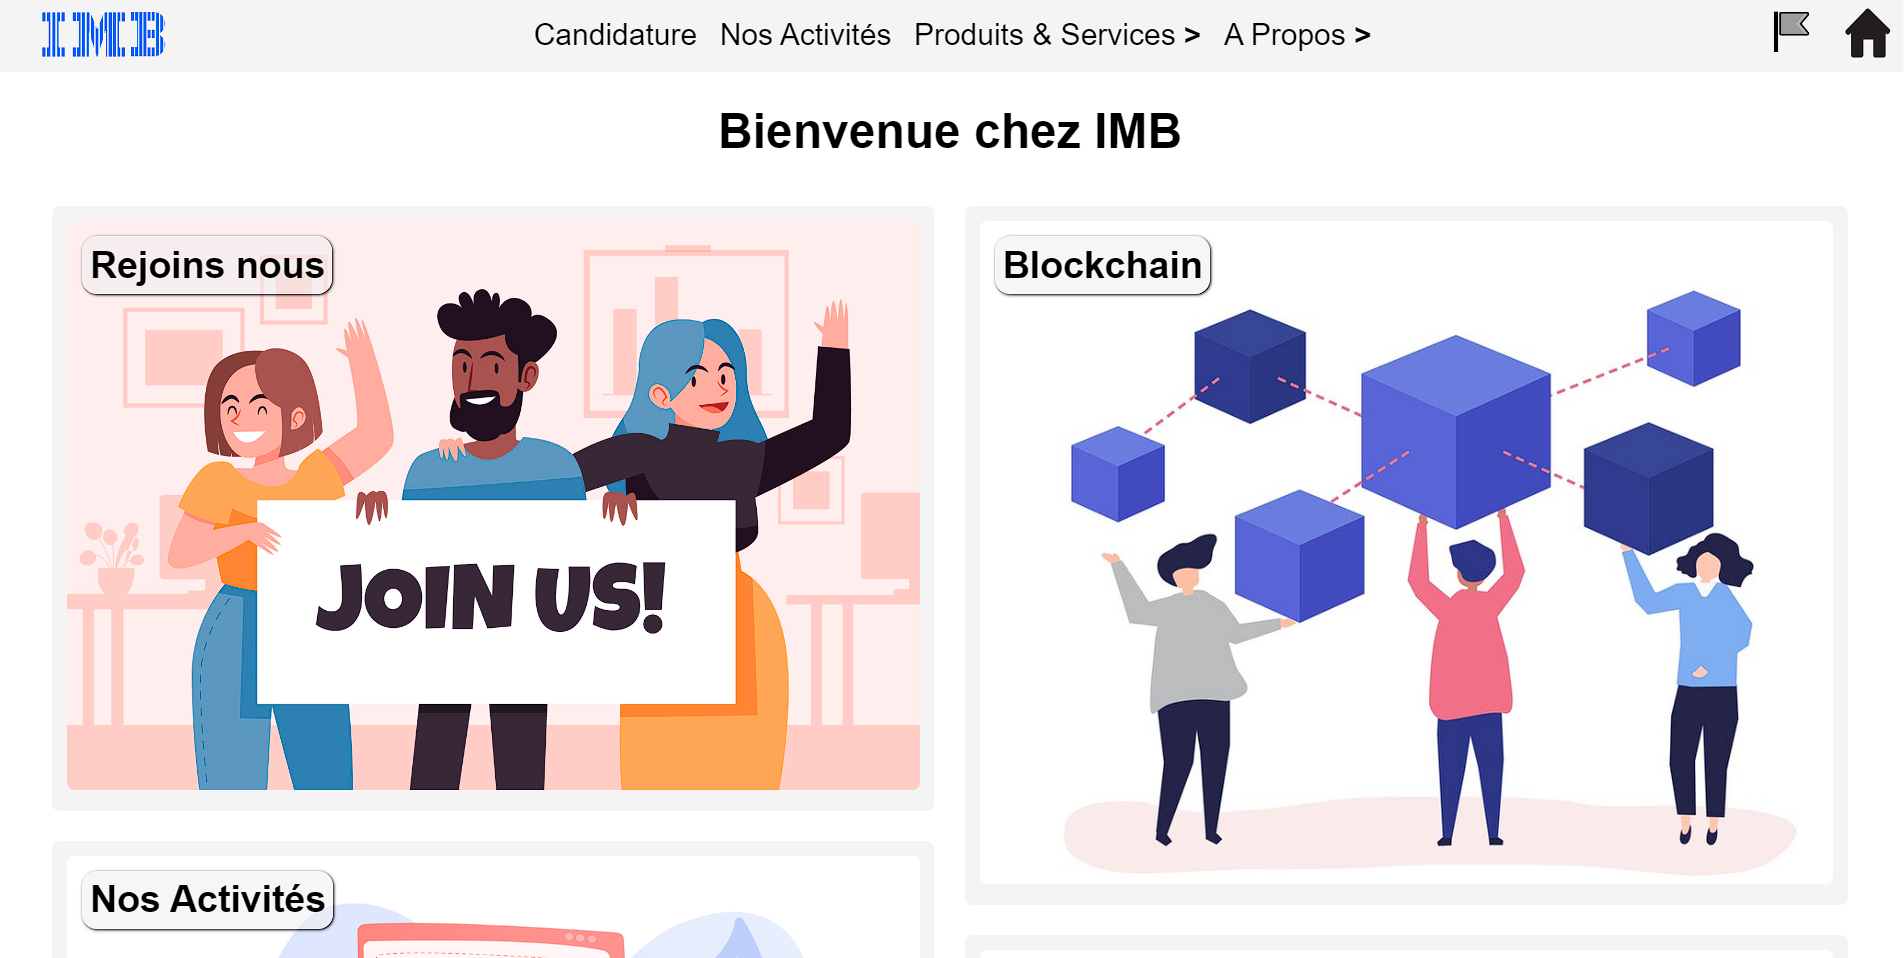 IMB
Candidature Nos Activités Produits & Services > A Propos >
Bienvenue chez IMB
Rejoins nous
JOIN US!
Blockchain
Nos Activités